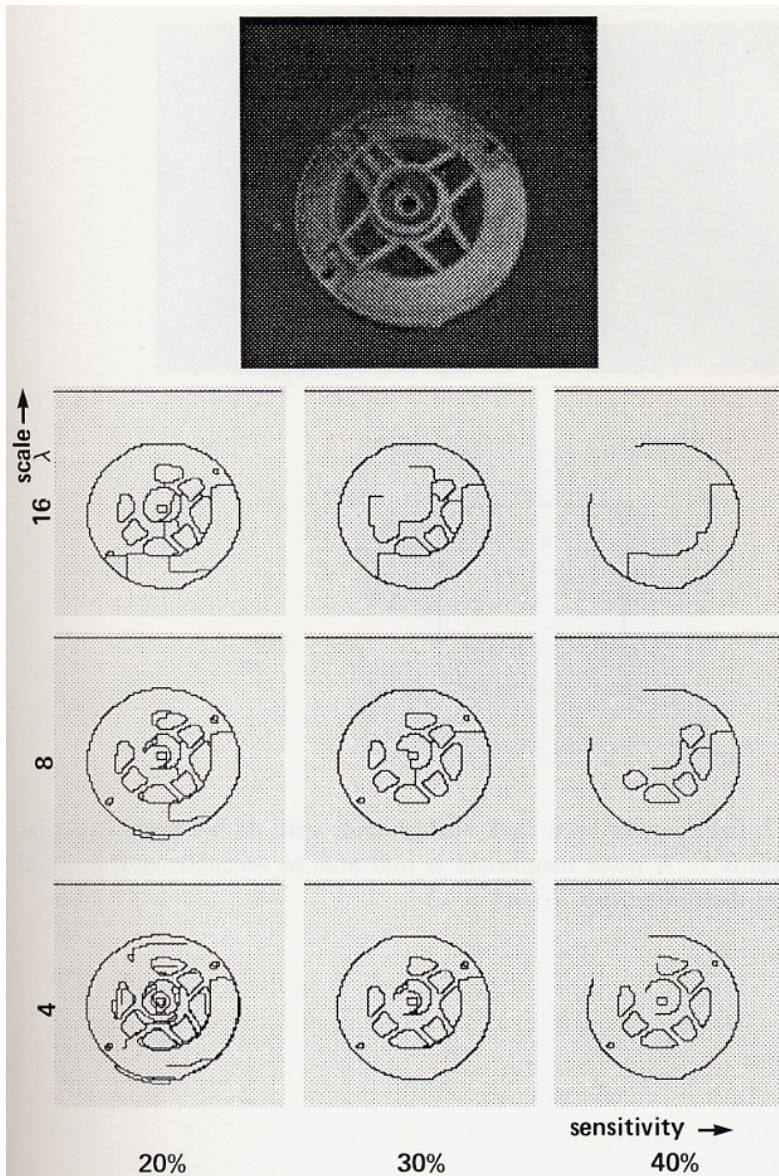 scale →
λ
16
8
4
sensitivity →
20% 30% 40%